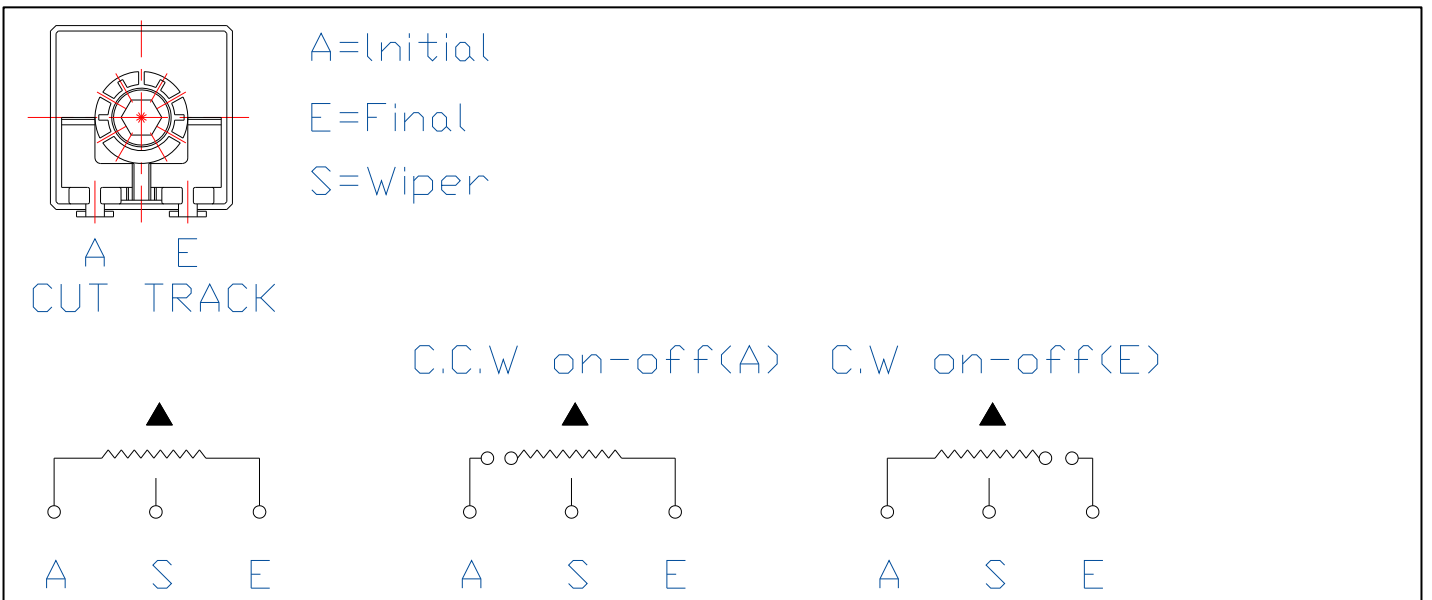 A=Initial
E=Final
S=Wiper
A E
CUT TRACK
C.C.W on-off(A) C.W on-off(E)
A S E A S E A S E